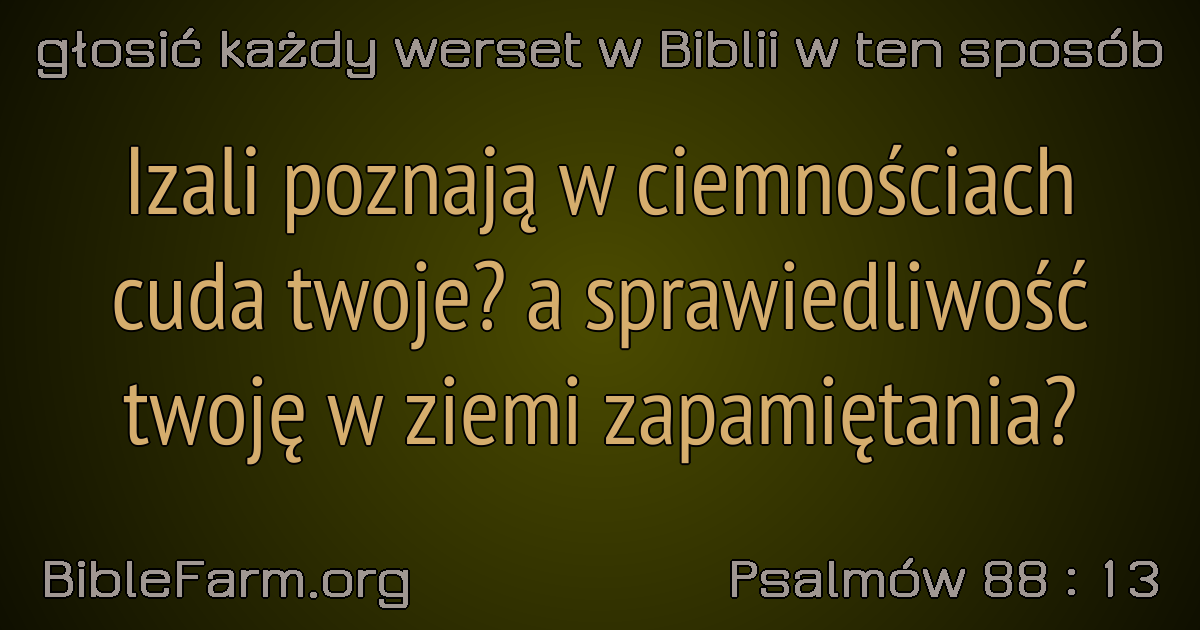 głosić każdy werset w Biblii w ten sposób
Izali poznają w ciemnościach
cuda twoje? a sprawiedliwość
twoję w ziemi zapamiętania?
BibleFarm.org
Psalmów 88 : 13